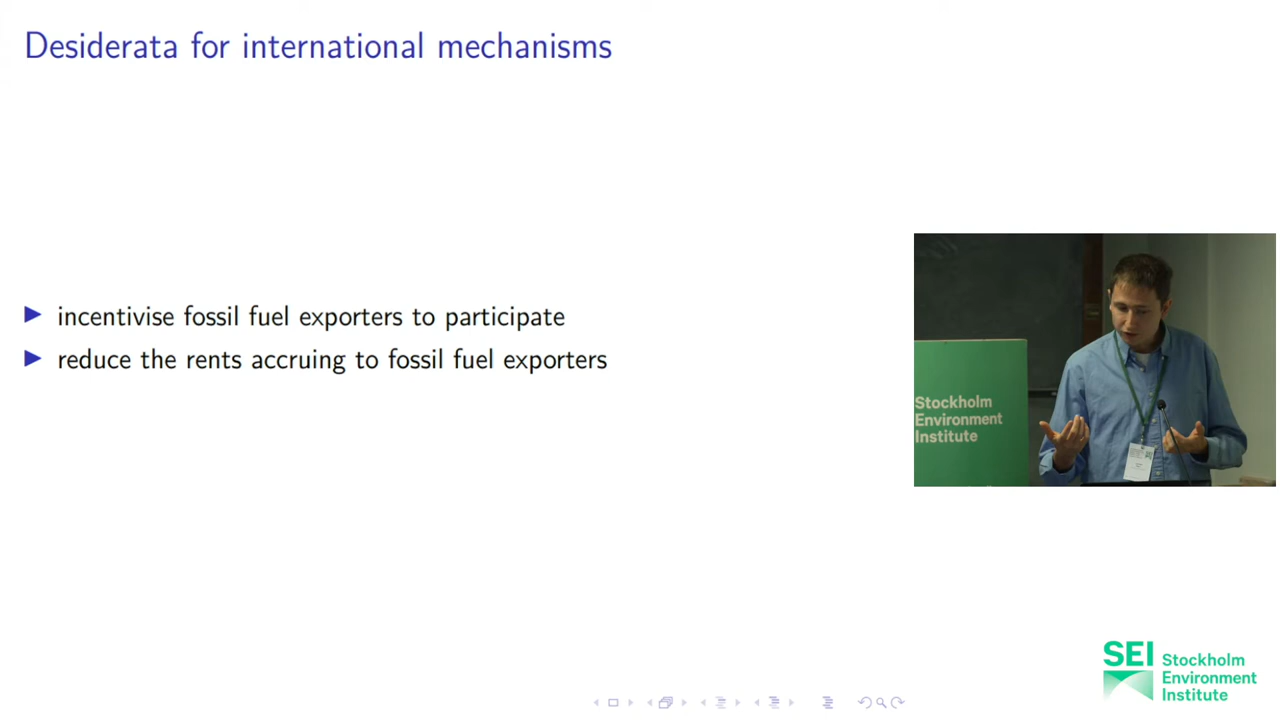 Desiderata for international mechanisms
incentivise fossil fuel exporters to participate
reduce the rents accruing to fossil fuel exporters
Stockholm
Environment
Institute
SEI
Stockholm
Environment
Institute